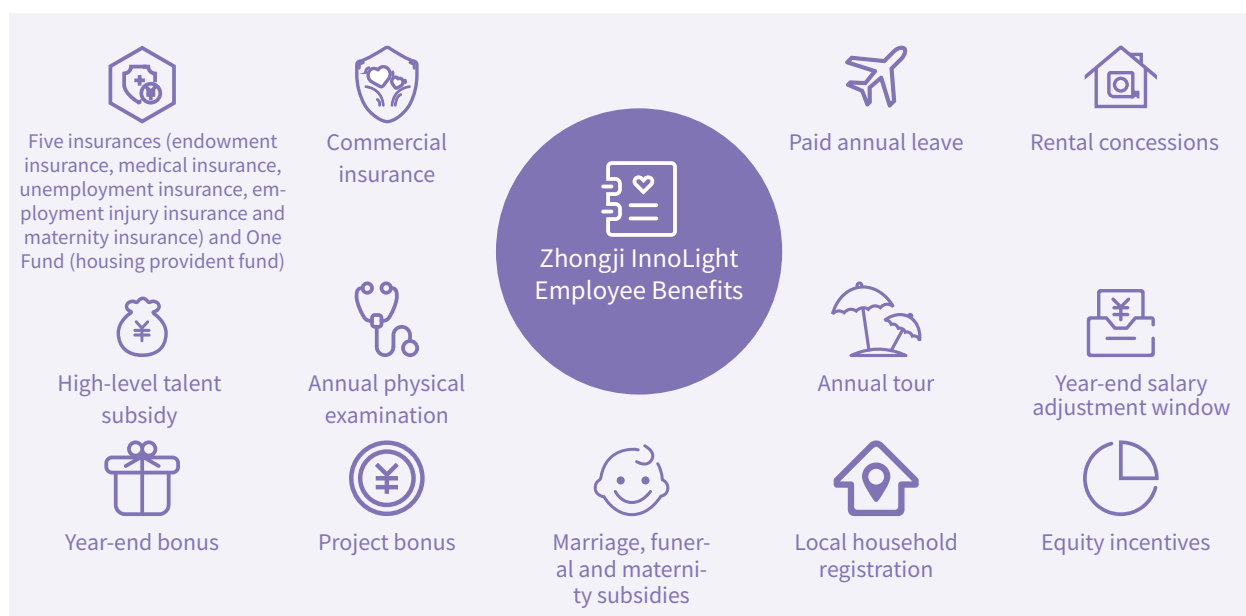 Five insurances (endowment
insurance, medical insurance,
unemployment insurance, em-
ployment injury insurance and
maternity insurance) and One
Fund (housing provident fund)
Commercial
insurance
Zhongji InnoLight
Employee Benefits
Paid annual leave
Rental concessions
High-level talent
subsidy
Annual physical
examination
Annual tour
Year-end salary
adjustment window
Year-end bonus
Project bonus
Marriage, funer-
al and materni-
ty subsidies
Local household
registration
Equity incentives